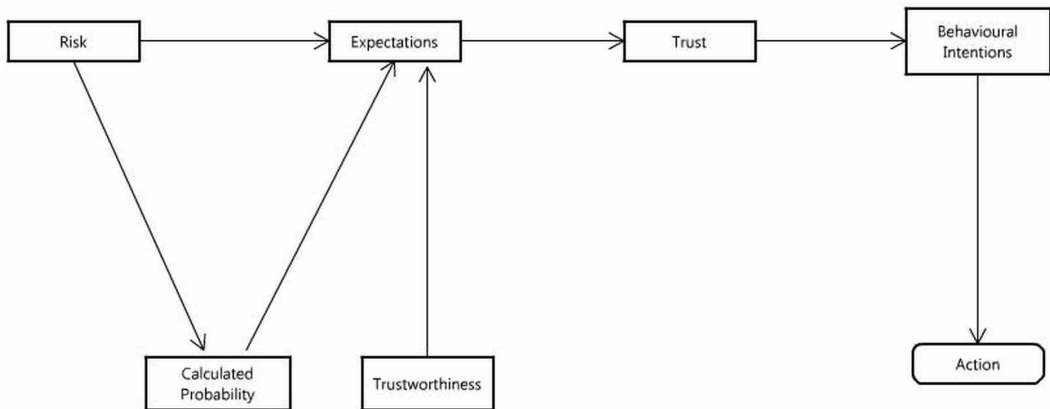 Risk
Expectations
Trust
Behavioural
Intentions
Calculated
Probability
Trustworthiness
Action